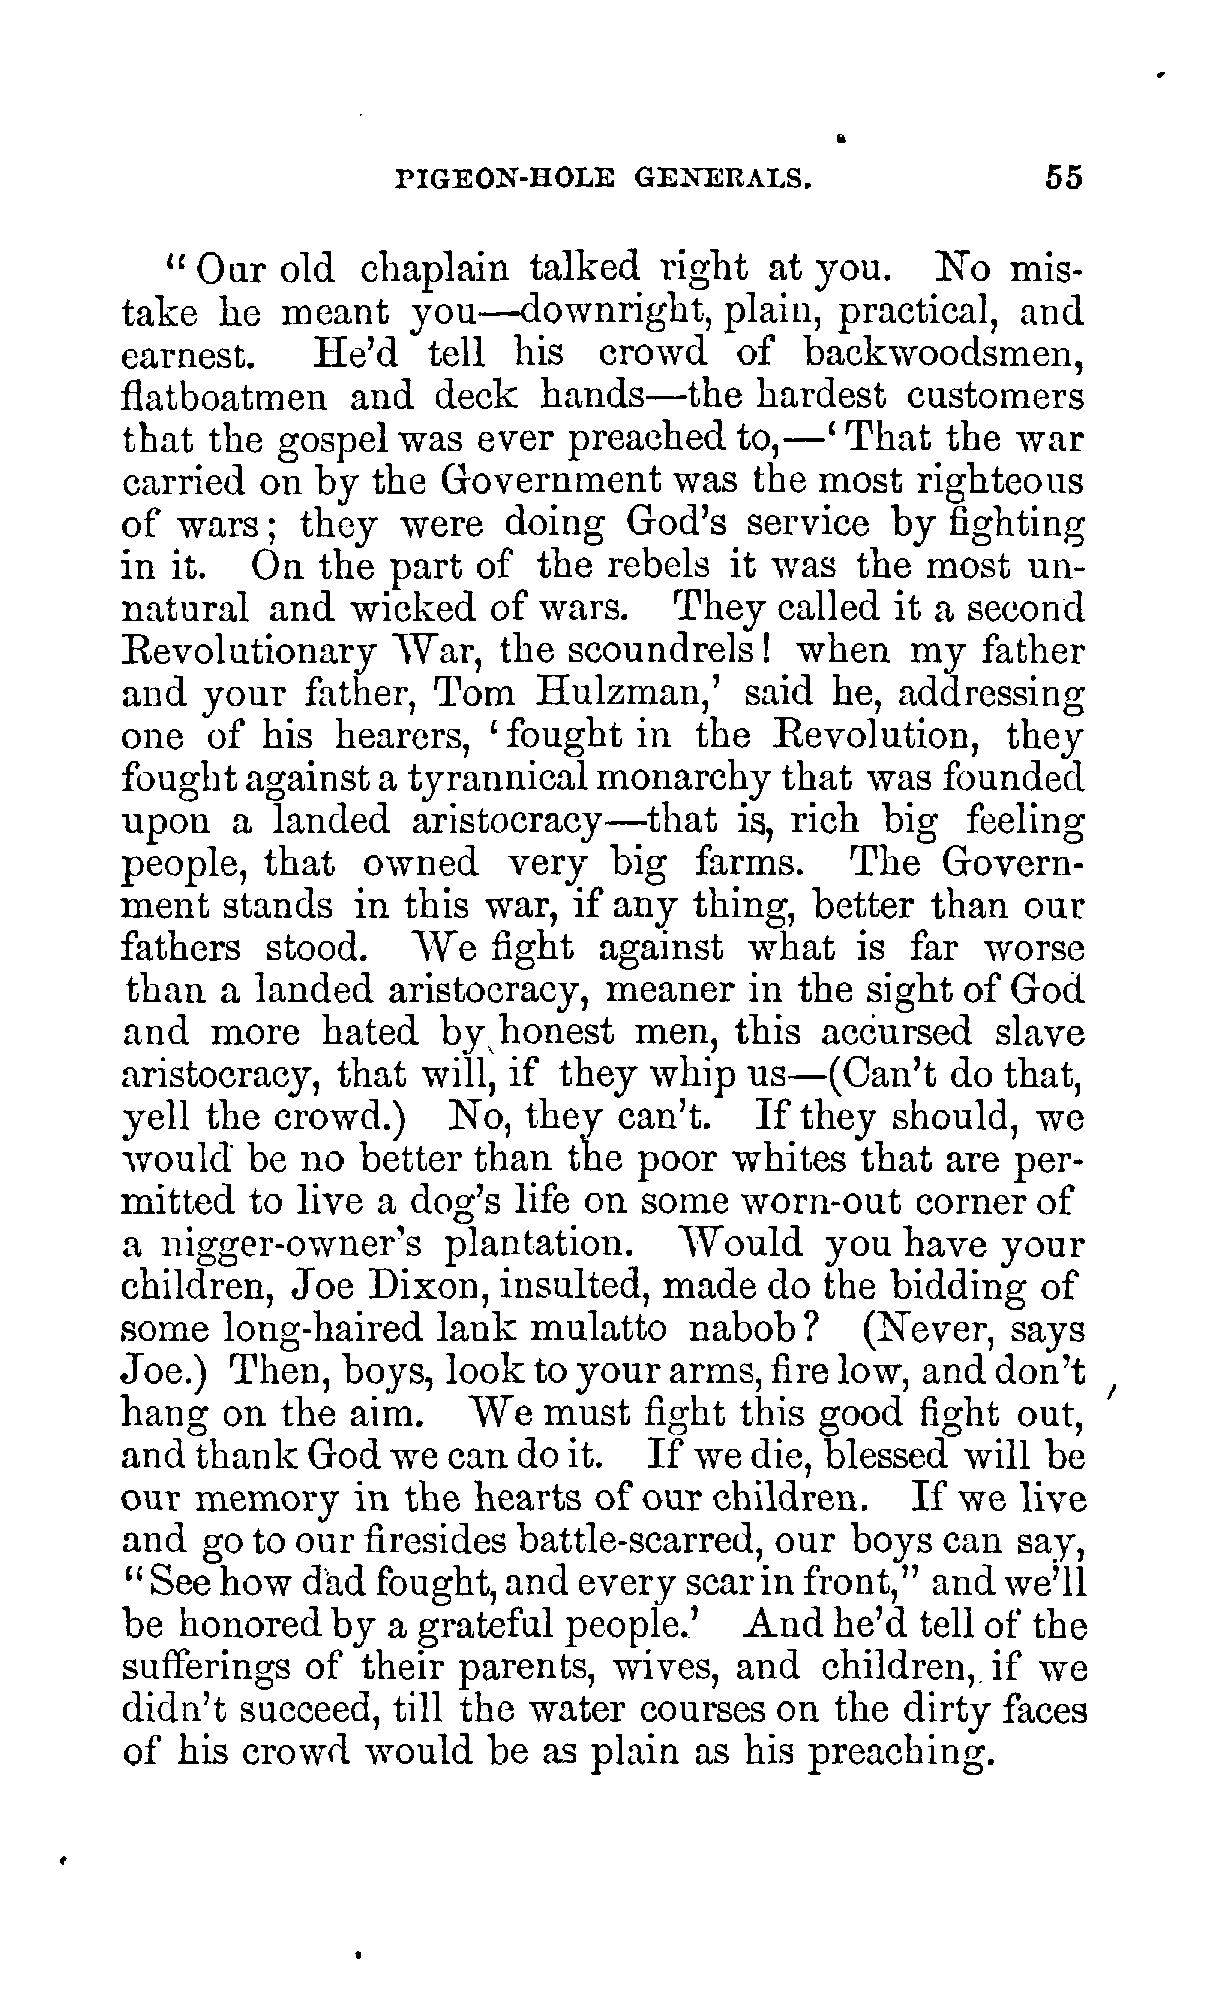 PIGEON-HOLE GENERALS. 55
“Our old chaplain talked right at you. No mis-
take he meant you—downright, plain, practical, and
earnest. He’d tell his crowd of backwoodsmen,
flatboatmen and deck hands—the hardest customers
that the gospel was ever preached to,—‘That the war
carried on by the Government was the most righteous
of wars; they were doing God’s service by fighting
in it. On the part of the rebels it was the most un-
natural and wicked of wars. They called it a second
Revolutionary War, the scoundrels! when my father
and your father, Tom Hulzman,’ said he, addressing
one of his hearers, ‘fought in the Revolution, they
fought against a tyrannical monarchy that was founded
upon a landed aristocracy—that is, rich big feeling
people, that owned very big farms. The Govern-
ment stands in this war, if any thing, better than our
fathers stood. We fight against what is far worse
than a landed aristocracy, meaner in the sight of God
and more hated by honest men, this accursed slave
aristocracy, that will, if they whip us—(Can’t do that,
yell the crowd.) No, they can’t. If they should, we
would be no better than the poor whites that are per-
mitted to live a dog’s life on some worn-out corner of
a nigger-owner’s plantation. Would you have your
children, Joe Dixon, insulted, made do the bidding of
some long-haired lank mulatto nabob? (Never, says
Joe.) Then, boys, look to your arms, fire low, and don’t
hang on the aim. We must fight this good fight out,
and thank God we can do it. If we die, blessed will be
our memory in the hearts of our children. If we live
and go to our firesides battle-scarred, our boys can say,
“See how dad fought, and every scar in front,” and we’ll
be honored by a grateful people.’ And he’d tell of the
sufferings of their parents, wives, and children, if we
didn’t succeed, till the water courses on the dirty faces
of his crowd would be as plain as his preaching.